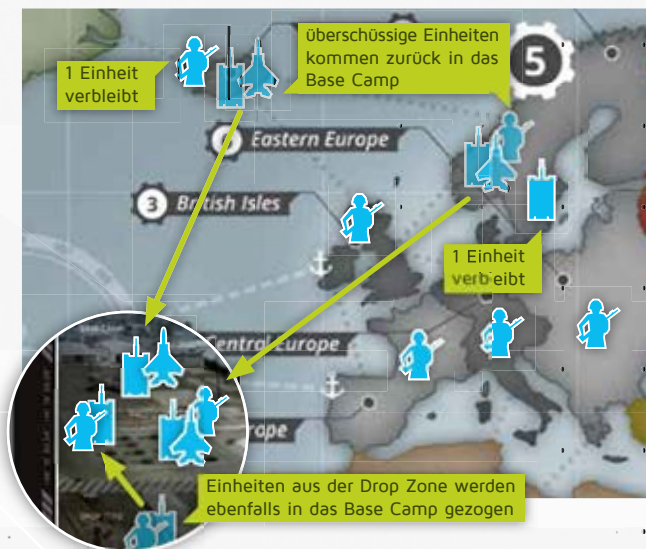 überschüssige Einheiten
kommen zurück in das
Base Camp
1 Einheit
verbleibt
5
Eastern Europe
3 British Isles
1 Einheit
verbleibt
Central Europe
rope
Einheiten aus der Drop Zone werden
ebenfalls in das Base Camp gezogen